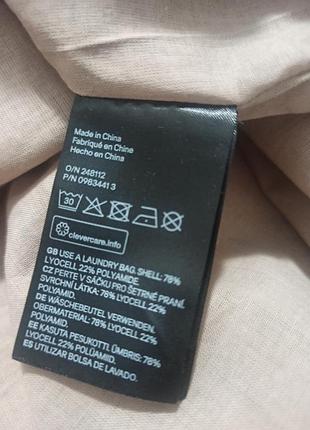 Made in China
Fabriqué en Chine
Hecho en China
O/N 248112
P/N 0983441 3
30
clevercare.info
GB USE A LAUNDRY BAG. SHELL: 78%
LYOCELL 22% POLYAMIDE.
CZ PERTE V SÁČKU PRO ŠETRNÉ PRANÍ.
SVRCHNÍ LÁTKA: 78% LYOCELL 22%
POLYAMID.
DE WÄSCHEBEUTEL VERWENDEN.
OBERMATERIAL: 78% LYOCELL 22%
POLYAMID.
EE KASUTA PESUKOTTI. ÜMBRIS: 78%
LYOCELL 22% POLÜAMIID.
ES UTILIZAR BOLSA DE LAVADO.